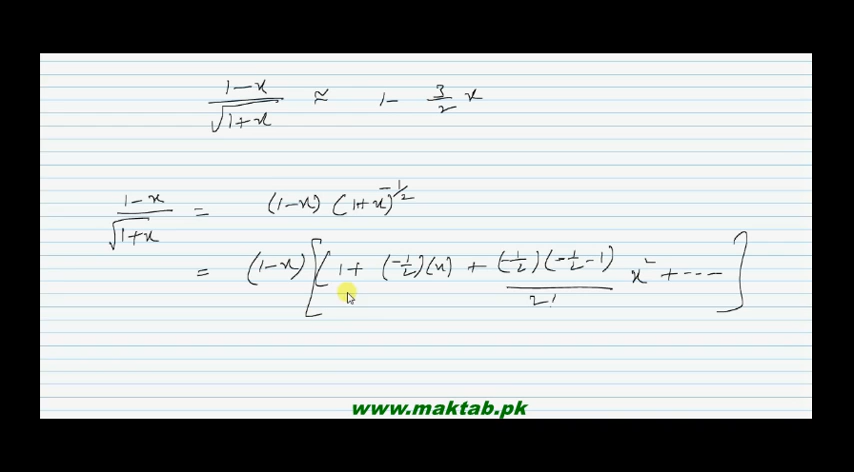 (1-x)/√(1+x) ≈ 1 - 3/2 x
(1-x)/√(1+x) = (1-x) (1+x)^(-1/2)
= (1-x) [ ( 1 + (-1/2)(x) + (-1/2)(-1/2-1)/2! x² + ---- ]
www.maktab.pk